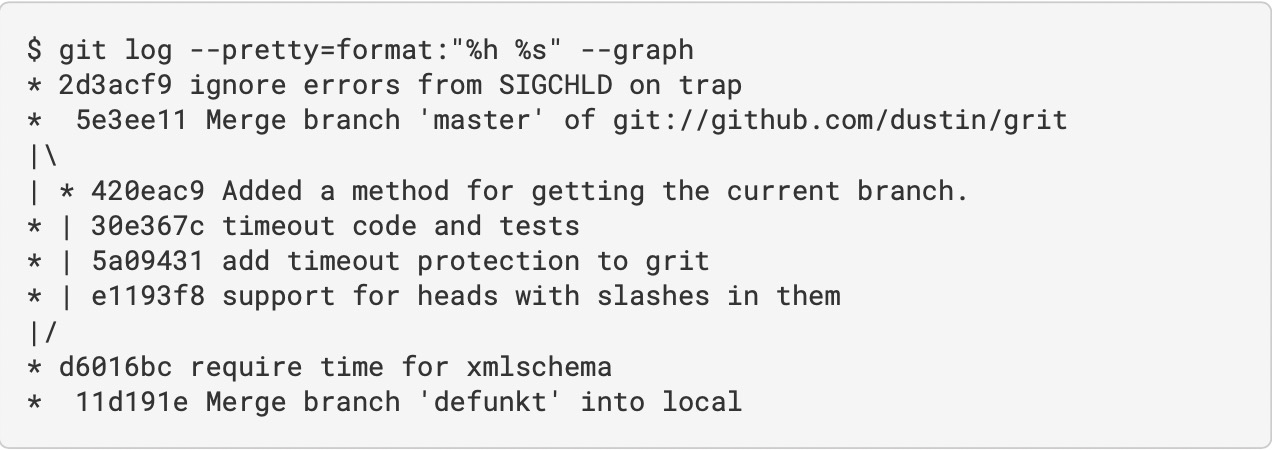 $ git log --pretty=format:"%h %s" --graph
* 2d3acf9 ignore errors from SIGCHLD on trap
*  5e3ee11 Merge branch 'master' of git://github.com/dustin/grit
|\
| * 420eac9 Added a method for getting the current branch.
* | 30e367c timeout code and tests
* | 5a09431 add timeout protection to grit
* | e1193f8 support for heads with slashes in them
|/
* d6016bc require time for xmlschema
*  11d191e Merge branch 'defunkt' into local